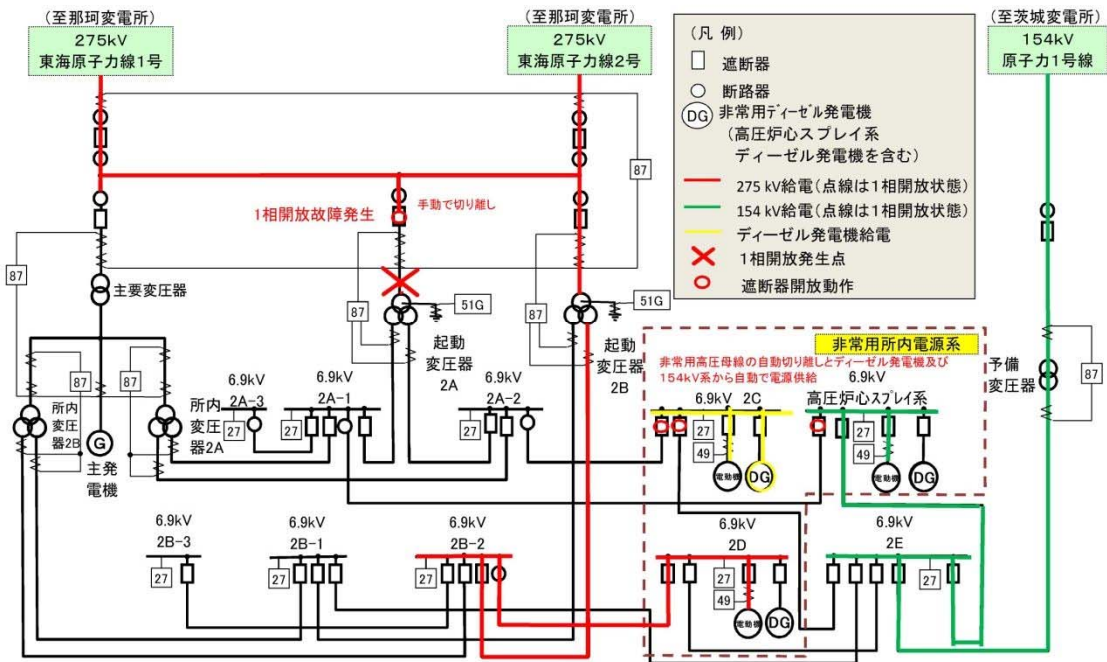 (至那珂変電所)
275kV
東海原子力線1号
(至那珂変電所)
275kV
東海原子力線2号
(至茨城変電所)
154kV
原子力1号線
(凡 例)
遮断器
断路器
DG
非常用ディーゼル発電機
(高圧炉心スプレイ系
ディーゼル発電機を含む)
275 kV給電(点線は1相開放状態)
154 kV給電(点線は1相開放状態)
ディーゼル発電機給電
1相開放発生点
遮断器開放動作
87
1相開放故障発生
手動で切り離し
87
87
87
51G
51G
主要変圧器
起動
変圧器
2A
起動
変圧器
2B
87
87
所内
変圧
器2B
G
主発
電機
所内
変圧
器2A
6.9kV
2A-3
27
6.9kV
2A-1
27
6.9kV
2A-2
27
非常用所内電源系
非常用高圧母線の自動切り離しとディーゼル発電機及び
154kV系から自動で電源供給
6.9kV
2C
27
49
電動機
DG
6.9kV
高圧炉心スプレイ系
27
49
電動機
DG
予備
変圧器
87
6.9kV
2B-3
27
6.9kV
2B-1
27
6.9kV
2B-2
27
6.9kV
2D
27
49
電動機
DG
6.9kV
2E
27